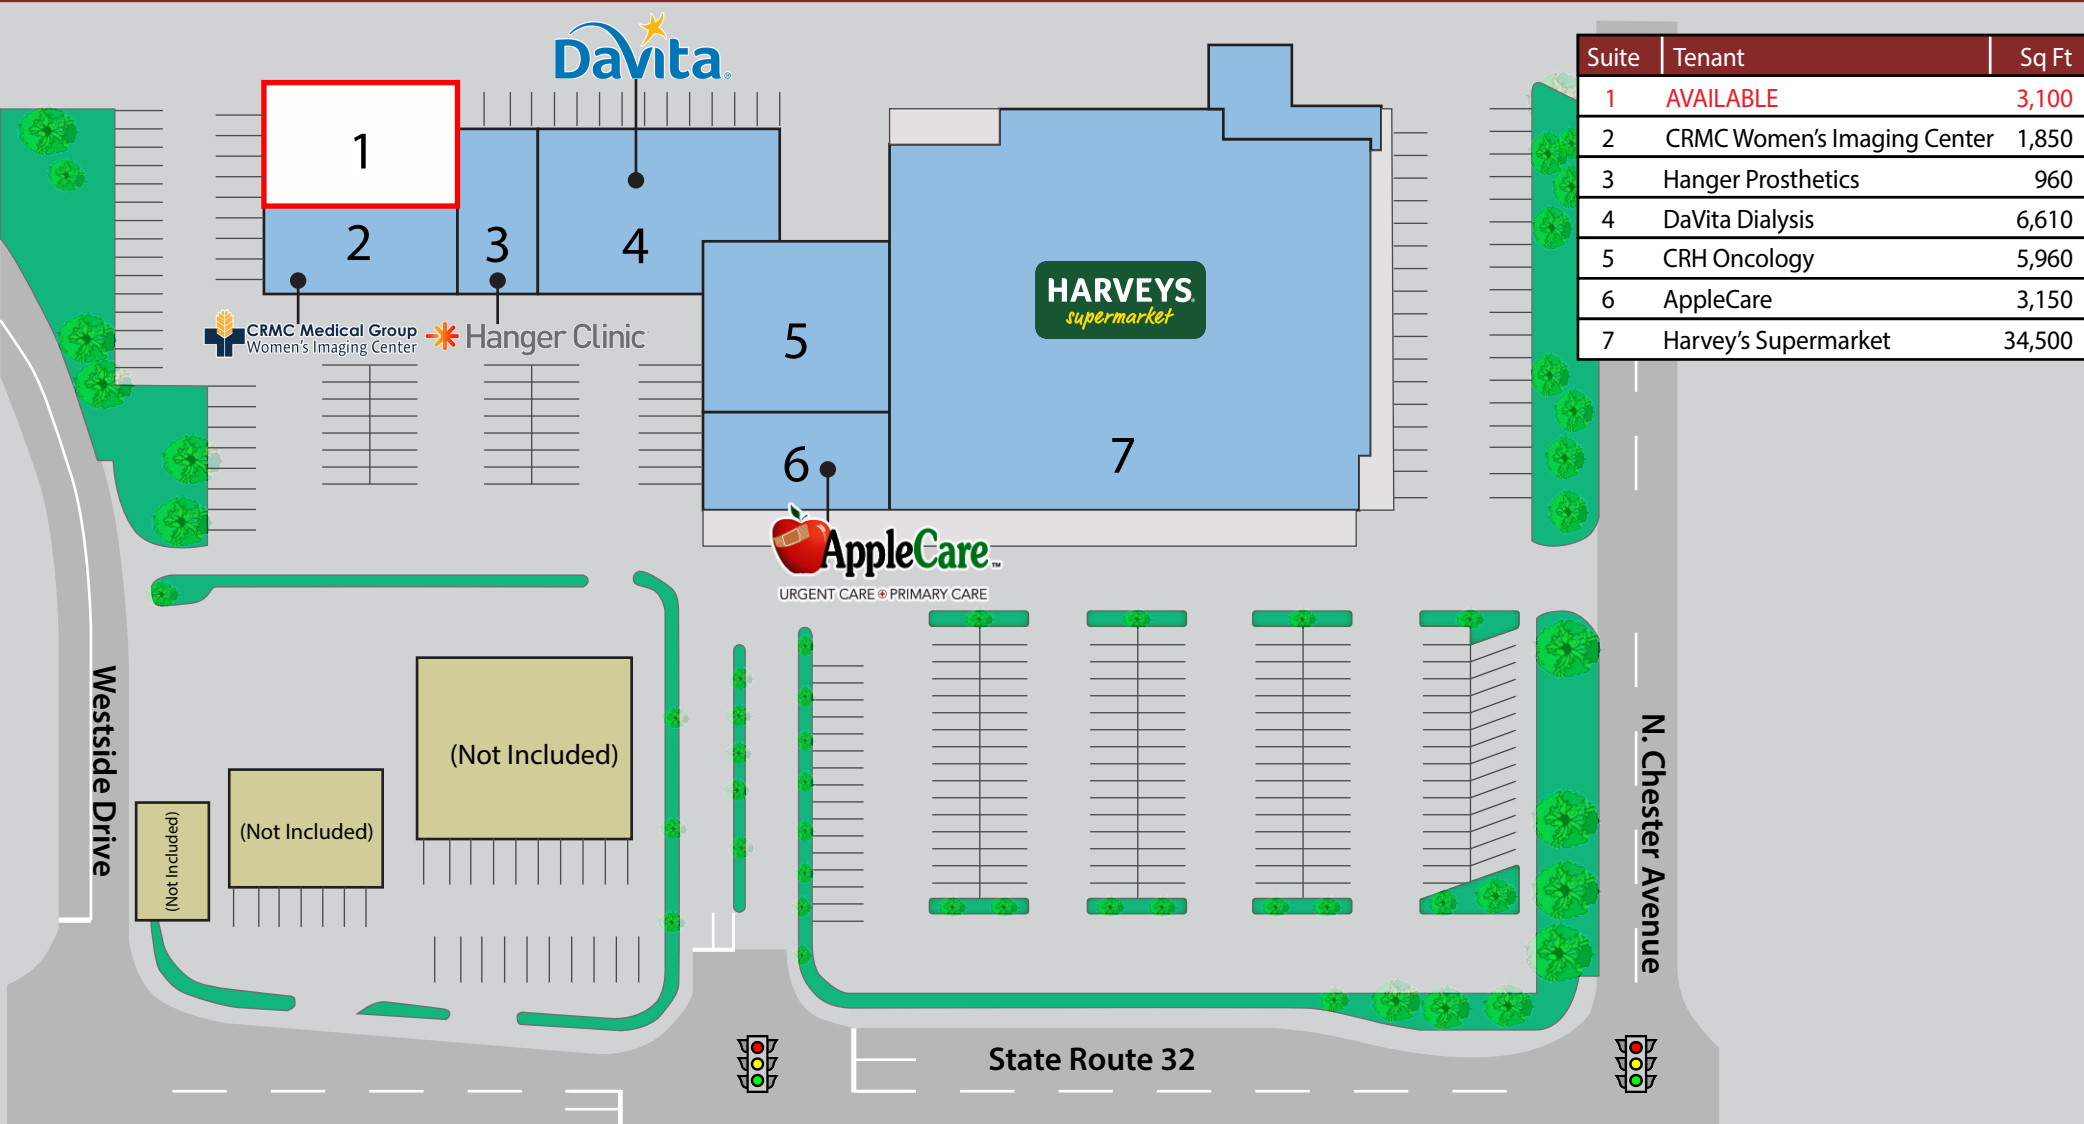 DaVita®
Suite Tenant Sq Ft
1 AVAILABLE 3,100
2 CRMC Women's Imaging Center 1,850
3 Hanger Prosthetics 960
4 DaVita Dialysis 6,610
5 CRH Oncology 5,960
6 AppleCare 3,150
7 Harvey's Supermarket 34,500
1
2
3
4
CRMC Medical Group
Women's Imaging Center
Hanger Clinic
HARVEYS
supermarket
5
6
7
AppleCare™
URGENT CARE + PRIMARY CARE
Westside Drive
(Not Included)
(Not Included)
(Not Included)
N. Chester Avenue
State Route 32